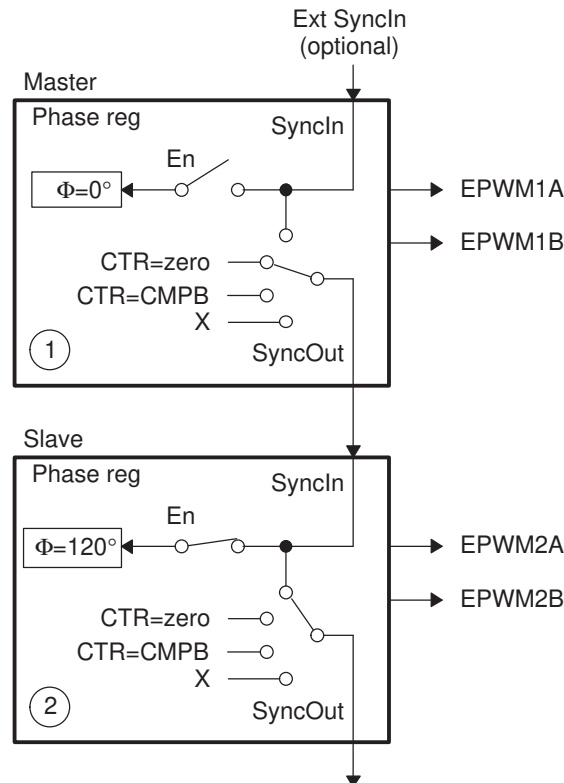 Ext SyncIn
(optional)
Master
Phase reg
SyncIn
En
Φ=0°
EPWM1A
EPWM1B
CTR=zero
CTR=CMPB
X
1
SyncOut
Slave
Phase reg
SyncIn
En
Φ=120°
EPWM2A
EPWM2B
CTR=zero
CTR=CMPB
X
2
SyncOut